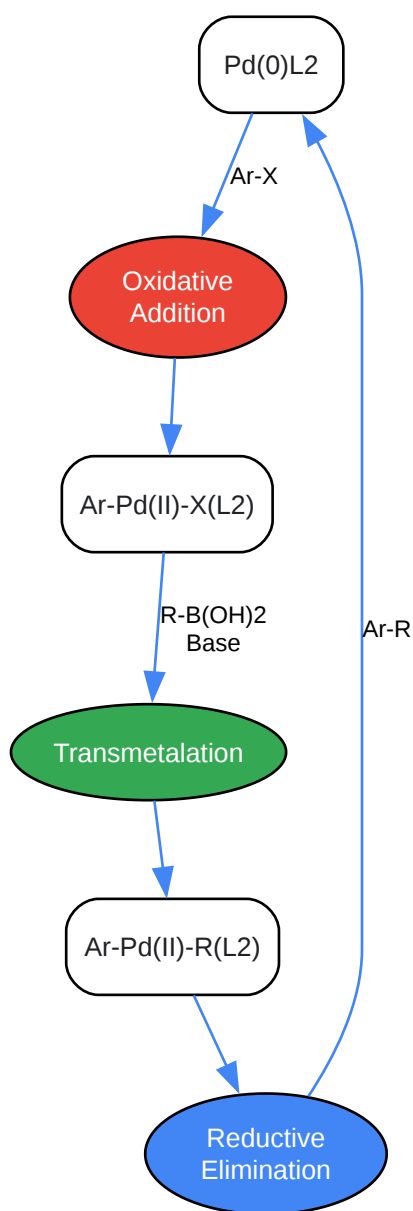 Pd(0)L2
Ar-X
Oxidative
Addition
Ar-Pd(II)-X(L2)
R-B(OH)2
Base
Ar-R
Transmetalation
Ar-Pd(II)-R(L2)
Reductive
Elimination